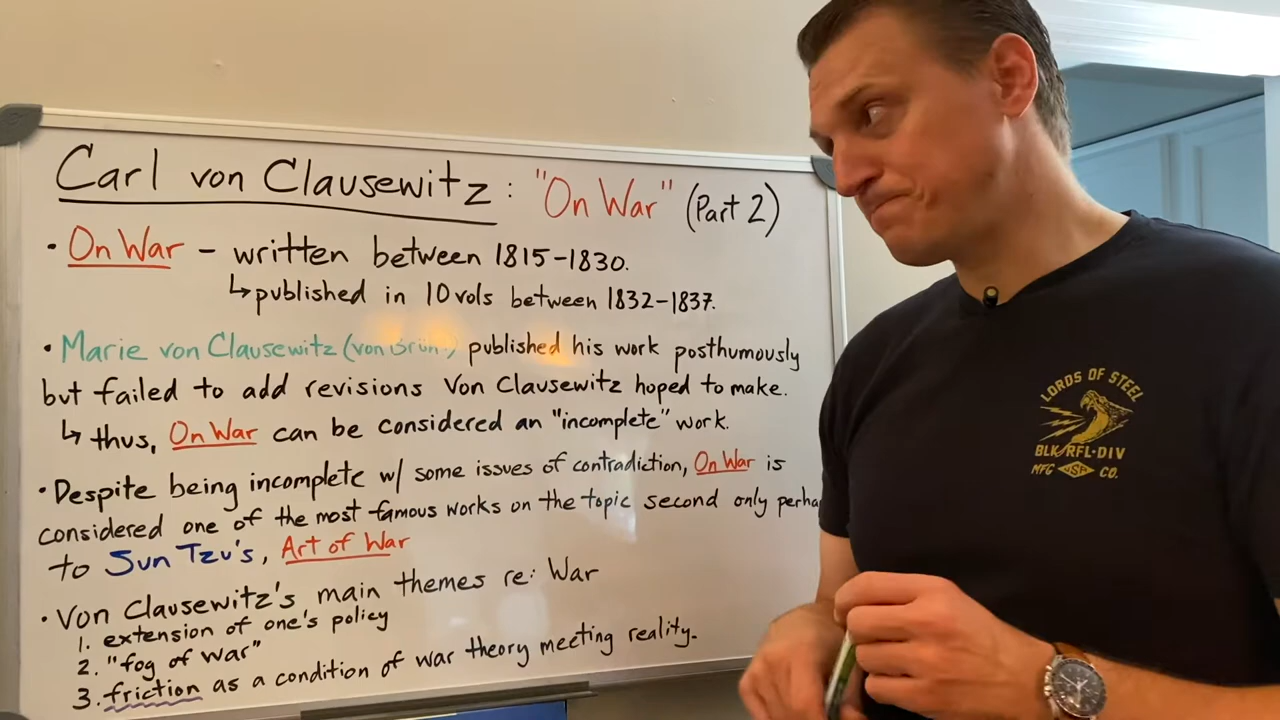 Carl von Clausewitz: "On War" (Part 2)
• On War – written between 1815–1830.
↳ published in 10 vols between 1832–1837.
• Marie von Clausewitz (von Brüh.) published his work posthumously
but failed to add revisions Von Clausewitz hoped to make.
↳ thus, On War can be considered an "incomplete" work.
• Despite being incomplete w/ some issues of contradiction, On War is
considered one of the most famous works on the topic second only perha
to Sun Tzu's, Art of War
• Von Clausewitz's main themes re: War
1. extension of one's policy
2. "fog of war"
3. friction as a condition of war theory meeting reality.
LORDS OF STEEL
BLK RFL·DIV
MFG USA CO.